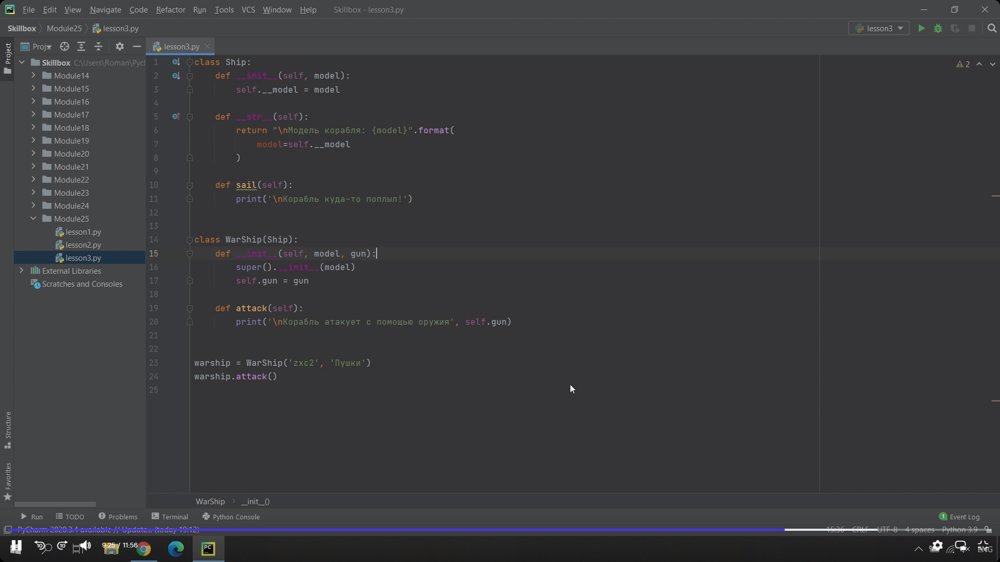 File Edit View Navigate Code Refactor Run Tools VCS Window Help Skillbox - lesson3.py
Skillbox Module25 lesson3.py lesson3
Project
Proj lesson3.py
Skillbox C:\Users\Roman\Pycl
Module14
Module15
Module16
Module17
Module18
Module19
Module20
Module21
Module22
Module23
Module24
Module25
lesson1.py
lesson2.py
lesson3.py
External Libraries
Scratches and Consoles
Structure
Favorites
2
1 class Ship:
2 def __init__(self, model):
3 self.__model = model
4
5 def __str__(self):
6 return "\nМодель корабля: {model}".format(
7 model=self.__model
8 )
9
10 def sail(self):
11 print('\nКорабль куда-то поплыл!')
12
13
14 class WarShip(Ship):
15 def __init__(self, model, gun):
16 super().__init__(model)
17 self.gun = gun
18
19 def attack(self):
20 print('\nКорабль атакует с помощью оружия', self.gun)
21
22
23 warship = WarShip('zxc2', 'Пушки')
24 warship.attack()
25
WarShip __init__()
Run TODO Problems Terminal Python Console 1 Event Log
PyCharm 2020.3.4 available // Update... (today 19:12) 15:36 CRLF UTF-8 4 spaces Python 3.9
10 10 9:25 / 11:56 PC ENG